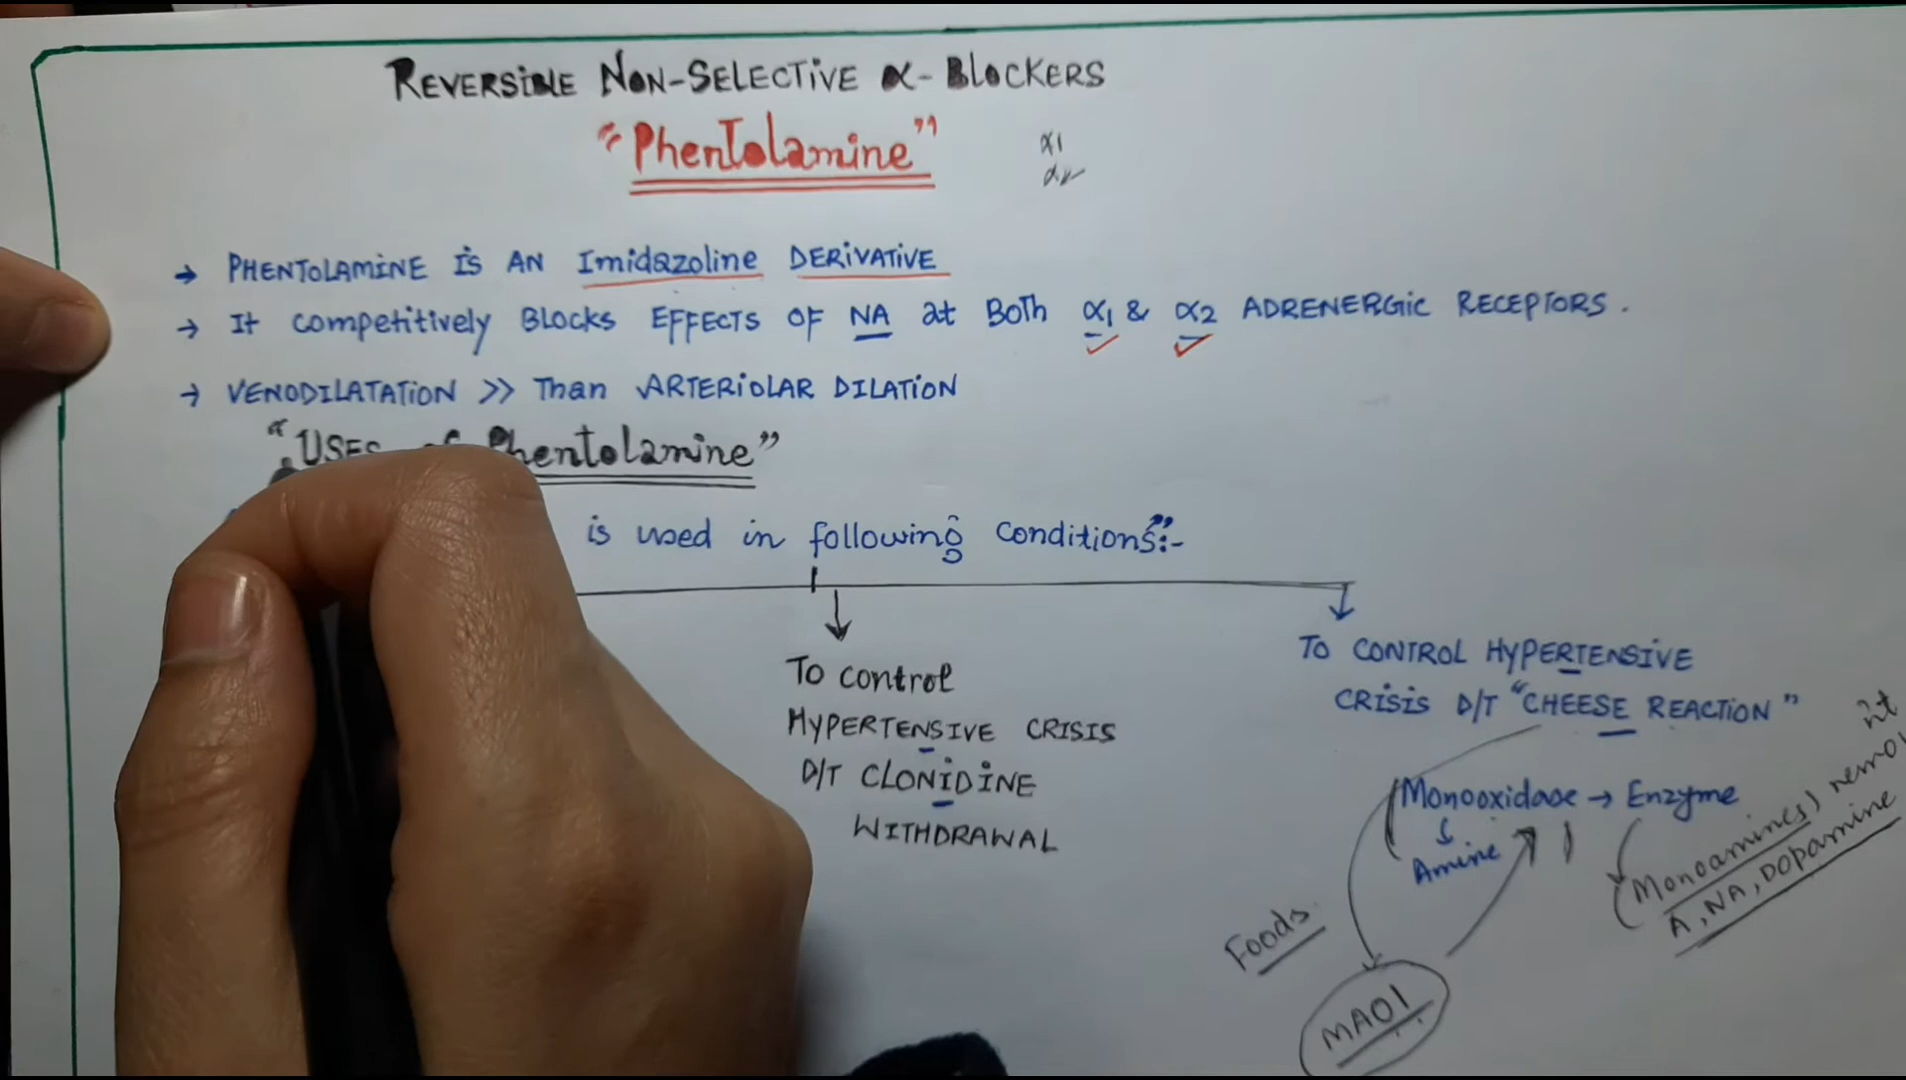 REVERSIBLE NON-SELECTIVE α-BLOCKERS
"Phentolamine"
α1
α2
→ PHENTOLAMINE IS AN Imidazoline DERIVATIVE
→ It competitively BLOCKS EFFECTS OF NA at Both α1 & α2 ADRENERGIC RECEPTORS.
→ VENODILATATION >> Than ARTERIOLAR DILATION
"USES of Phentolamine"
is used in following conditions":-
To control
HYPERTENSIVE CRISIS
D/T CLONIDINE
WITHDRAWAL
TO CONTROL HYPERTENSIVE
CRISIS D/T "CHEESE REACTION"
Monooxidase → Enzyme
Amine
Monoamines)
A, NA, Dopamine
Foods
MAOI